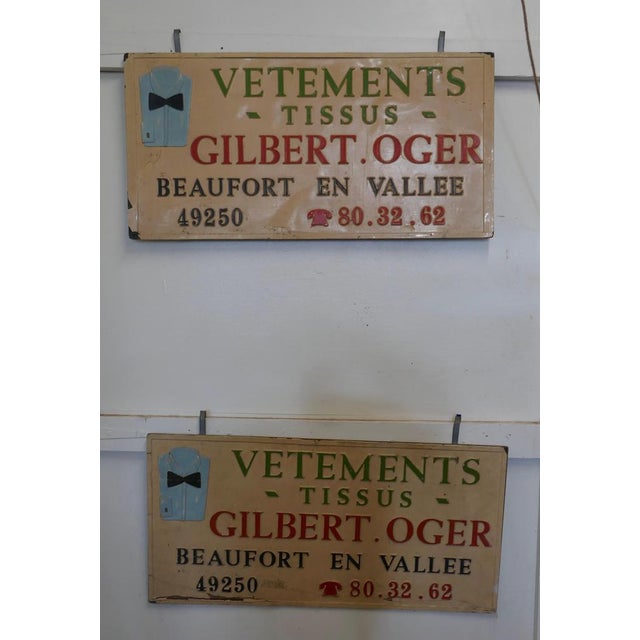 VETEMENTS
- TISSUS -
GILBERT.OGER
BEAUFORT EN VALLEE
49250 ☎ 80.32.62
VETEMENTS
- TISSUS -
GILBERT.OGER
BEAUFORT EN VALLEE
49250 ☎ 80.32.62